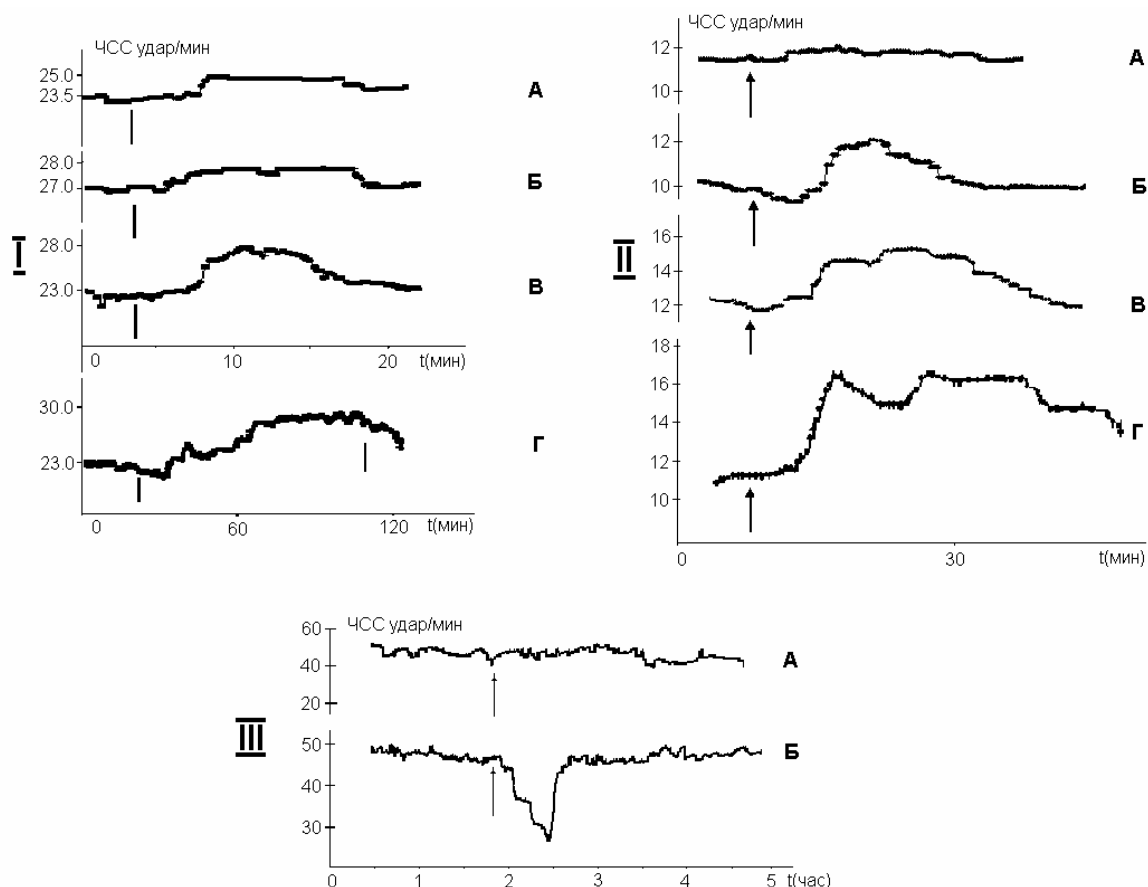 I
ЧСС удар/мин
25.0
23.5
А
28.0
27.0
Б
28.0
23.0
В
0 10 20 t(мин)
30.0
23.0
Г
0 60 120 t(мин)
II
ЧСС удар/мин
12
10
А
12
10
Б
16
14
12
В
18
16
14
12
10
Г
0 30 t(мин)
III
60 ЧСС удар/мин
40
20
А
50
40
30
Б
0 1 2 3 4 5 t(час)